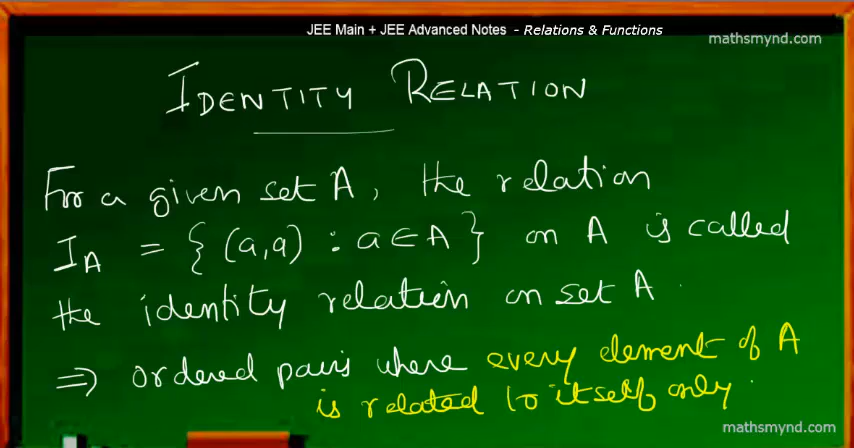 JEE Main + JEE Advanced Notes - Relations & Functions
mathsmynd.com
IDENTITY RELATION
For a given set A, the relation
I_A = { (a,a) : a ∈ A } on A is called
the identity relation on set A.
⇒ ordered pairs where every element of A
is related to itself only.
mathsmynd.com